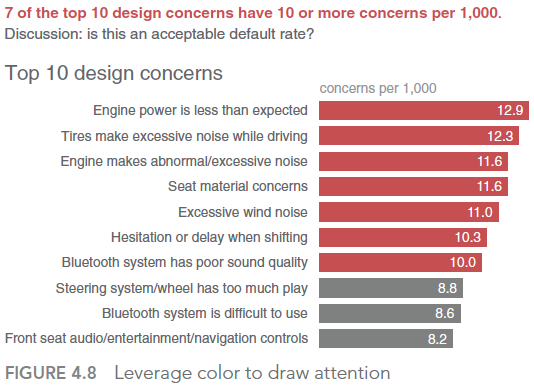 7 of the top 10 design concerns have 10 or more concerns per 1,000.
Discussion: is this an acceptable default rate?
Top 10 design concerns
concerns per 1,000
Engine power is less than expected 12.9
Tires make excessive noise while driving 12.3
Engine makes abnormal/excessive noise 11.6
Seat material concerns 11.6
Excessive wind noise 11.0
Hesitation or delay when shifting 10.3
Bluetooth system has poor sound quality 10.0
Steering system/wheel has too much play 8.8
Bluetooth system is difficult to use 8.6
Front seat audio/entertainment/navigation controls 8.2
FIGURE 4.8 Leverage color to draw attention